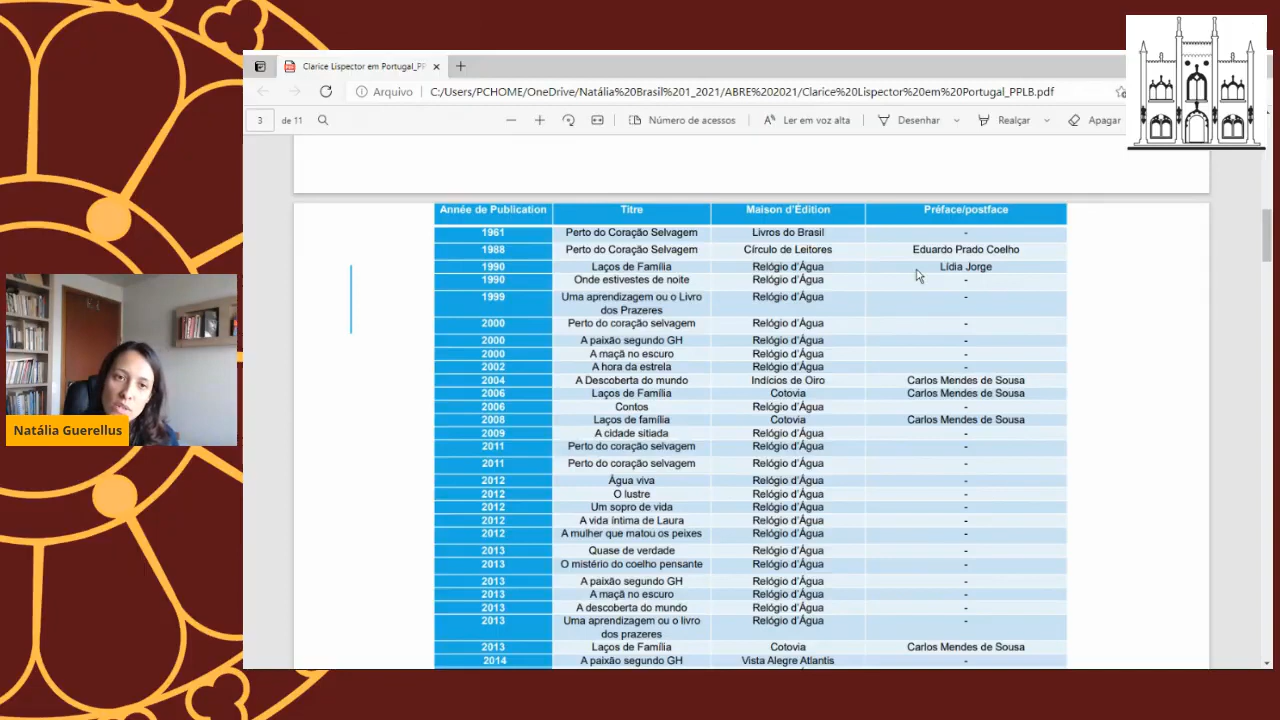 Clarice Lispector em Portugal_PP
Arquivo
C:/Users/PCHOME/OneDrive/Natália%20Brasil%201_2021/ABRE%202021/Clarice%20Lispector%20em%20Portugal_PPLB.pdf
3 de 11 Número de acessos Ler em voz alta Desenhar Realçar Apagar
Année de Publication Titre Maison d'Édition Préface/postface
1961 Perto do Coração Selvagem Livros do Brasil -
1988 Perto do Coração Selvagem Círculo de Leitores Eduardo Prado Coelho
1990 Laços de Família Relógio d'Água Lídia Jorge
1990 Onde estivestes de noite Relógio d'Água -
1999 Uma aprendizagem ou o Livro Relógio d'Água -
dos Prazeres
2000 Perto do coração selvagem Relógio d'Água -
2000 A paixão segundo GH Relógio d'Água -
2000 A maçã no escuro Relógio d'Água -
2002 A hora da estrela Relógio d'Água -
2004 A Descoberta do mundo Indícios de Oiro Carlos Mendes de Sousa
2006 Laços de Família Cotovia Carlos Mendes de Sousa
2006 Contos Relógio d'Água -
2008 Laços de família Cotovia Carlos Mendes de Sousa
2009 A cidade sitiada Relógio d'Água -
2011 Perto do coração selvagem Relógio d'Água -
2011 Perto do coração selvagem Relógio d'Água -
2012 Água viva Relógio d'Água -
2012 O lustre Relógio d'Água -
2012 Um sopro de vida Relógio d'Água -
2012 A vida íntima de Laura Relógio d'Água -
2012 A mulher que matou os peixes Relógio d'Água -
2013 Quase de verdade Relógio d'Água -
2013 O mistério do coelho pensante Relógio d'Água -
2013 A paixão segundo GH Relógio d'Água -
2013 A maçã no escuro Relógio d'Água -
2013 A descoberta do mundo Relógio d'Água -
2013 Uma aprendizagem ou o livro Relógio d'Água -
dos prazeres
2013 Laços de Família Cotovia Carlos Mendes de Sousa
2014 A paixão segundo GH Vista Alegre Atlantis -
Natália Guerellus